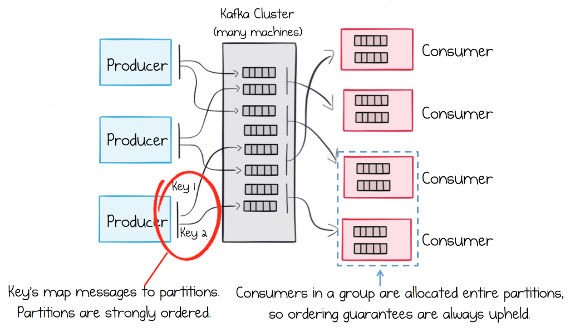 Kafka Cluster
(many machines)
Producer
Consumer
Consumer
Producer
Key 1
Consumer
Producer
Key 2
Consumer
Key's map messages to partitions.
Partitions are strongly ordered.
Consumers in a group are allocated entire partitions,
so ordering guarantees are always upheld.